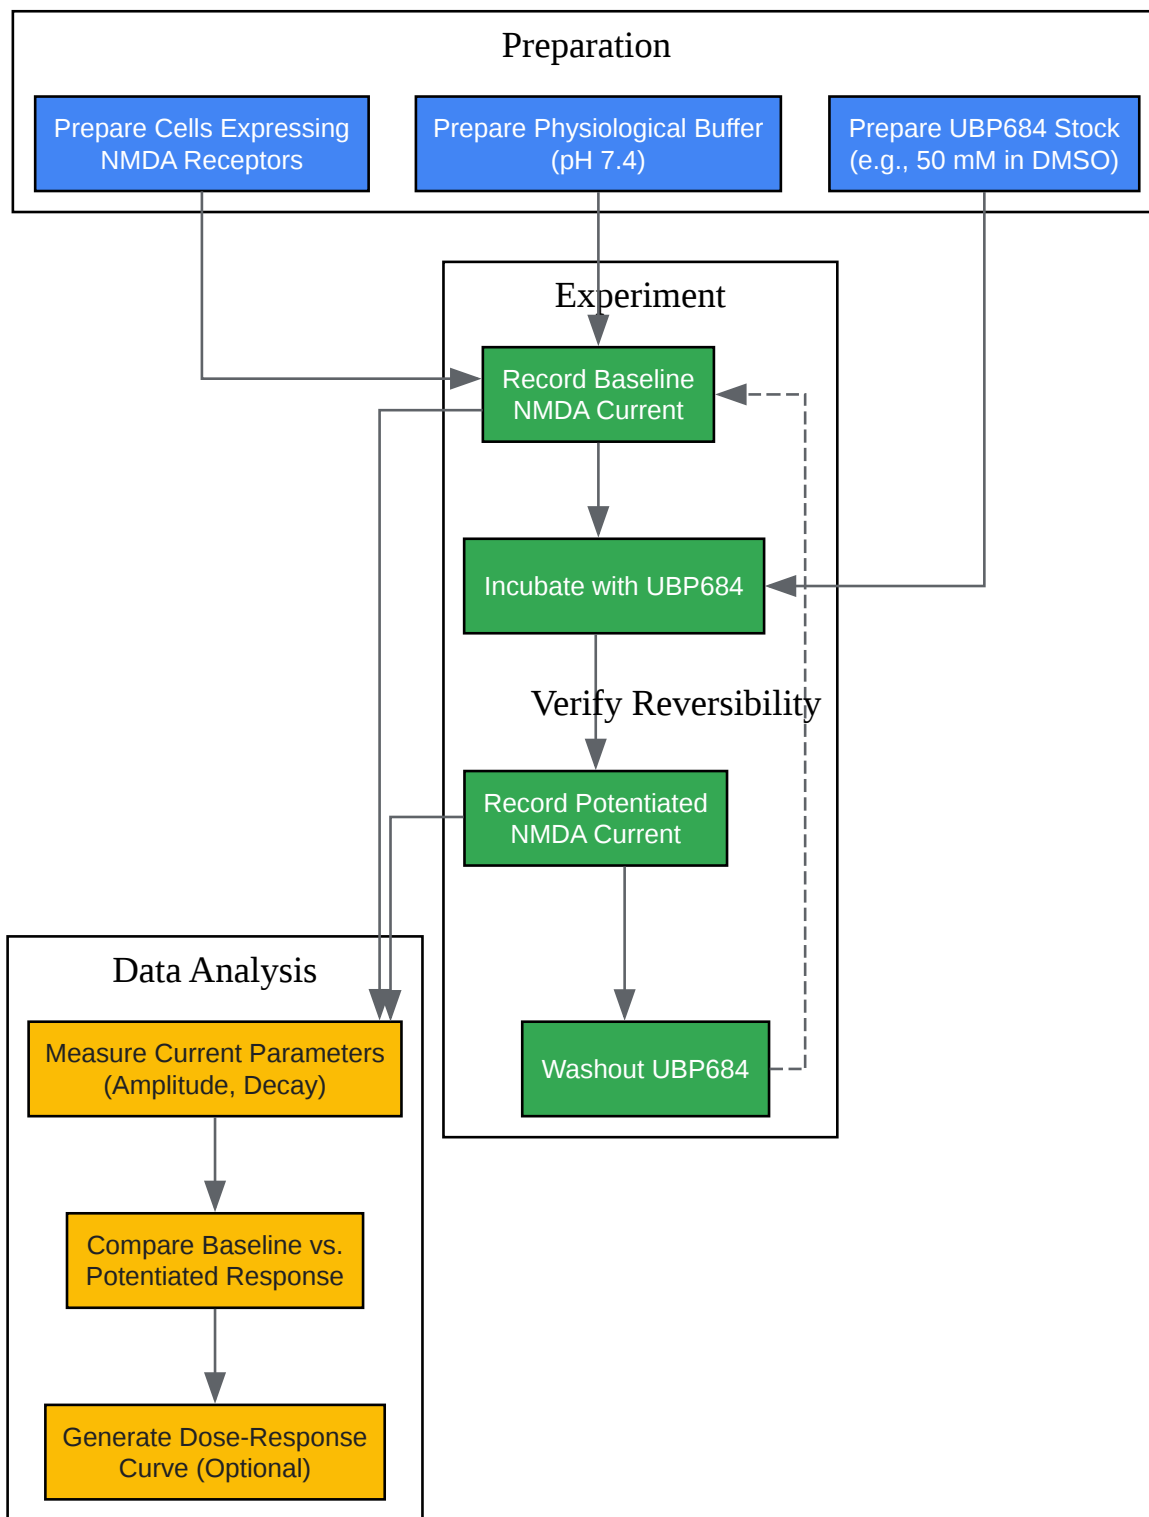 Preparation
Prepare Cells Expressing
NMDA Receptors
Prepare Physiological Buffer
(pH 7.4)
Prepare UBP684 Stock
(e.g., 50 mM in DMSO)
Experiment
Record Baseline
NMDA Current
Incubate with UBP684
Verify Reversibility
Record Potentiated
NMDA Current
Washout UBP684
Data Analysis
Measure Current Parameters
(Amplitude, Decay)
Compare Baseline vs.
Potentiated Response
Generate Dose-Response
Curve (Optional)